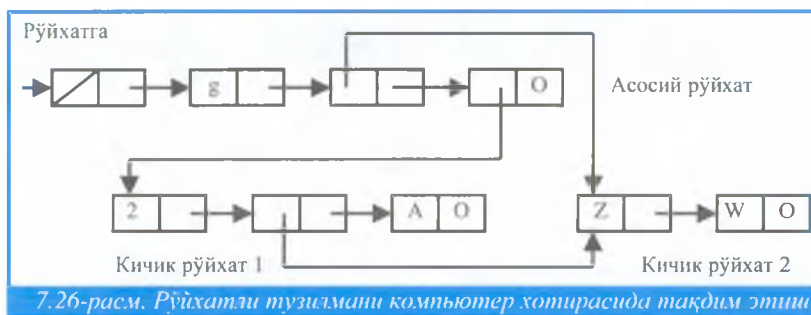 Рўйхатга
g
O
Асосий рўйхат
2
A
O
Z
W
O
Кичик рўйхат 1
Кичик рўйхат 2
7.26-расм. Рўйхатли тузилмани компьютер хотирасида тақдим этиш